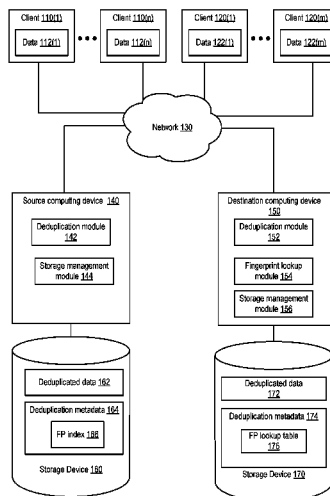 Client 110(1)
Client 110(n)
Client 120(1)
Client 120(m)
Data 112(1)
Data 112(n)
Data 122(1)
Data 122(m)
Network 130
Source computing device 140
Deduplication module
142
Storage management
module 144
Destination computing device
150
Deduplication module
152
Fingerprint lookup
module 154
Storage management
module 156
Deduplicated data 162
Deduplication metadata 164
FP index 166
Storage Device 160
Deduplicated data
172
Deduplication metadata 174
FP lookup table
176
Storage Device 170